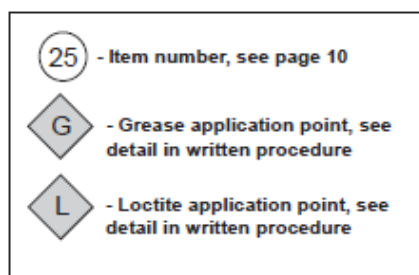 25 - Item number, see page 10
G - Grease application point, see
detail in written procedure
L - Loctite application point, see
detail in written procedure